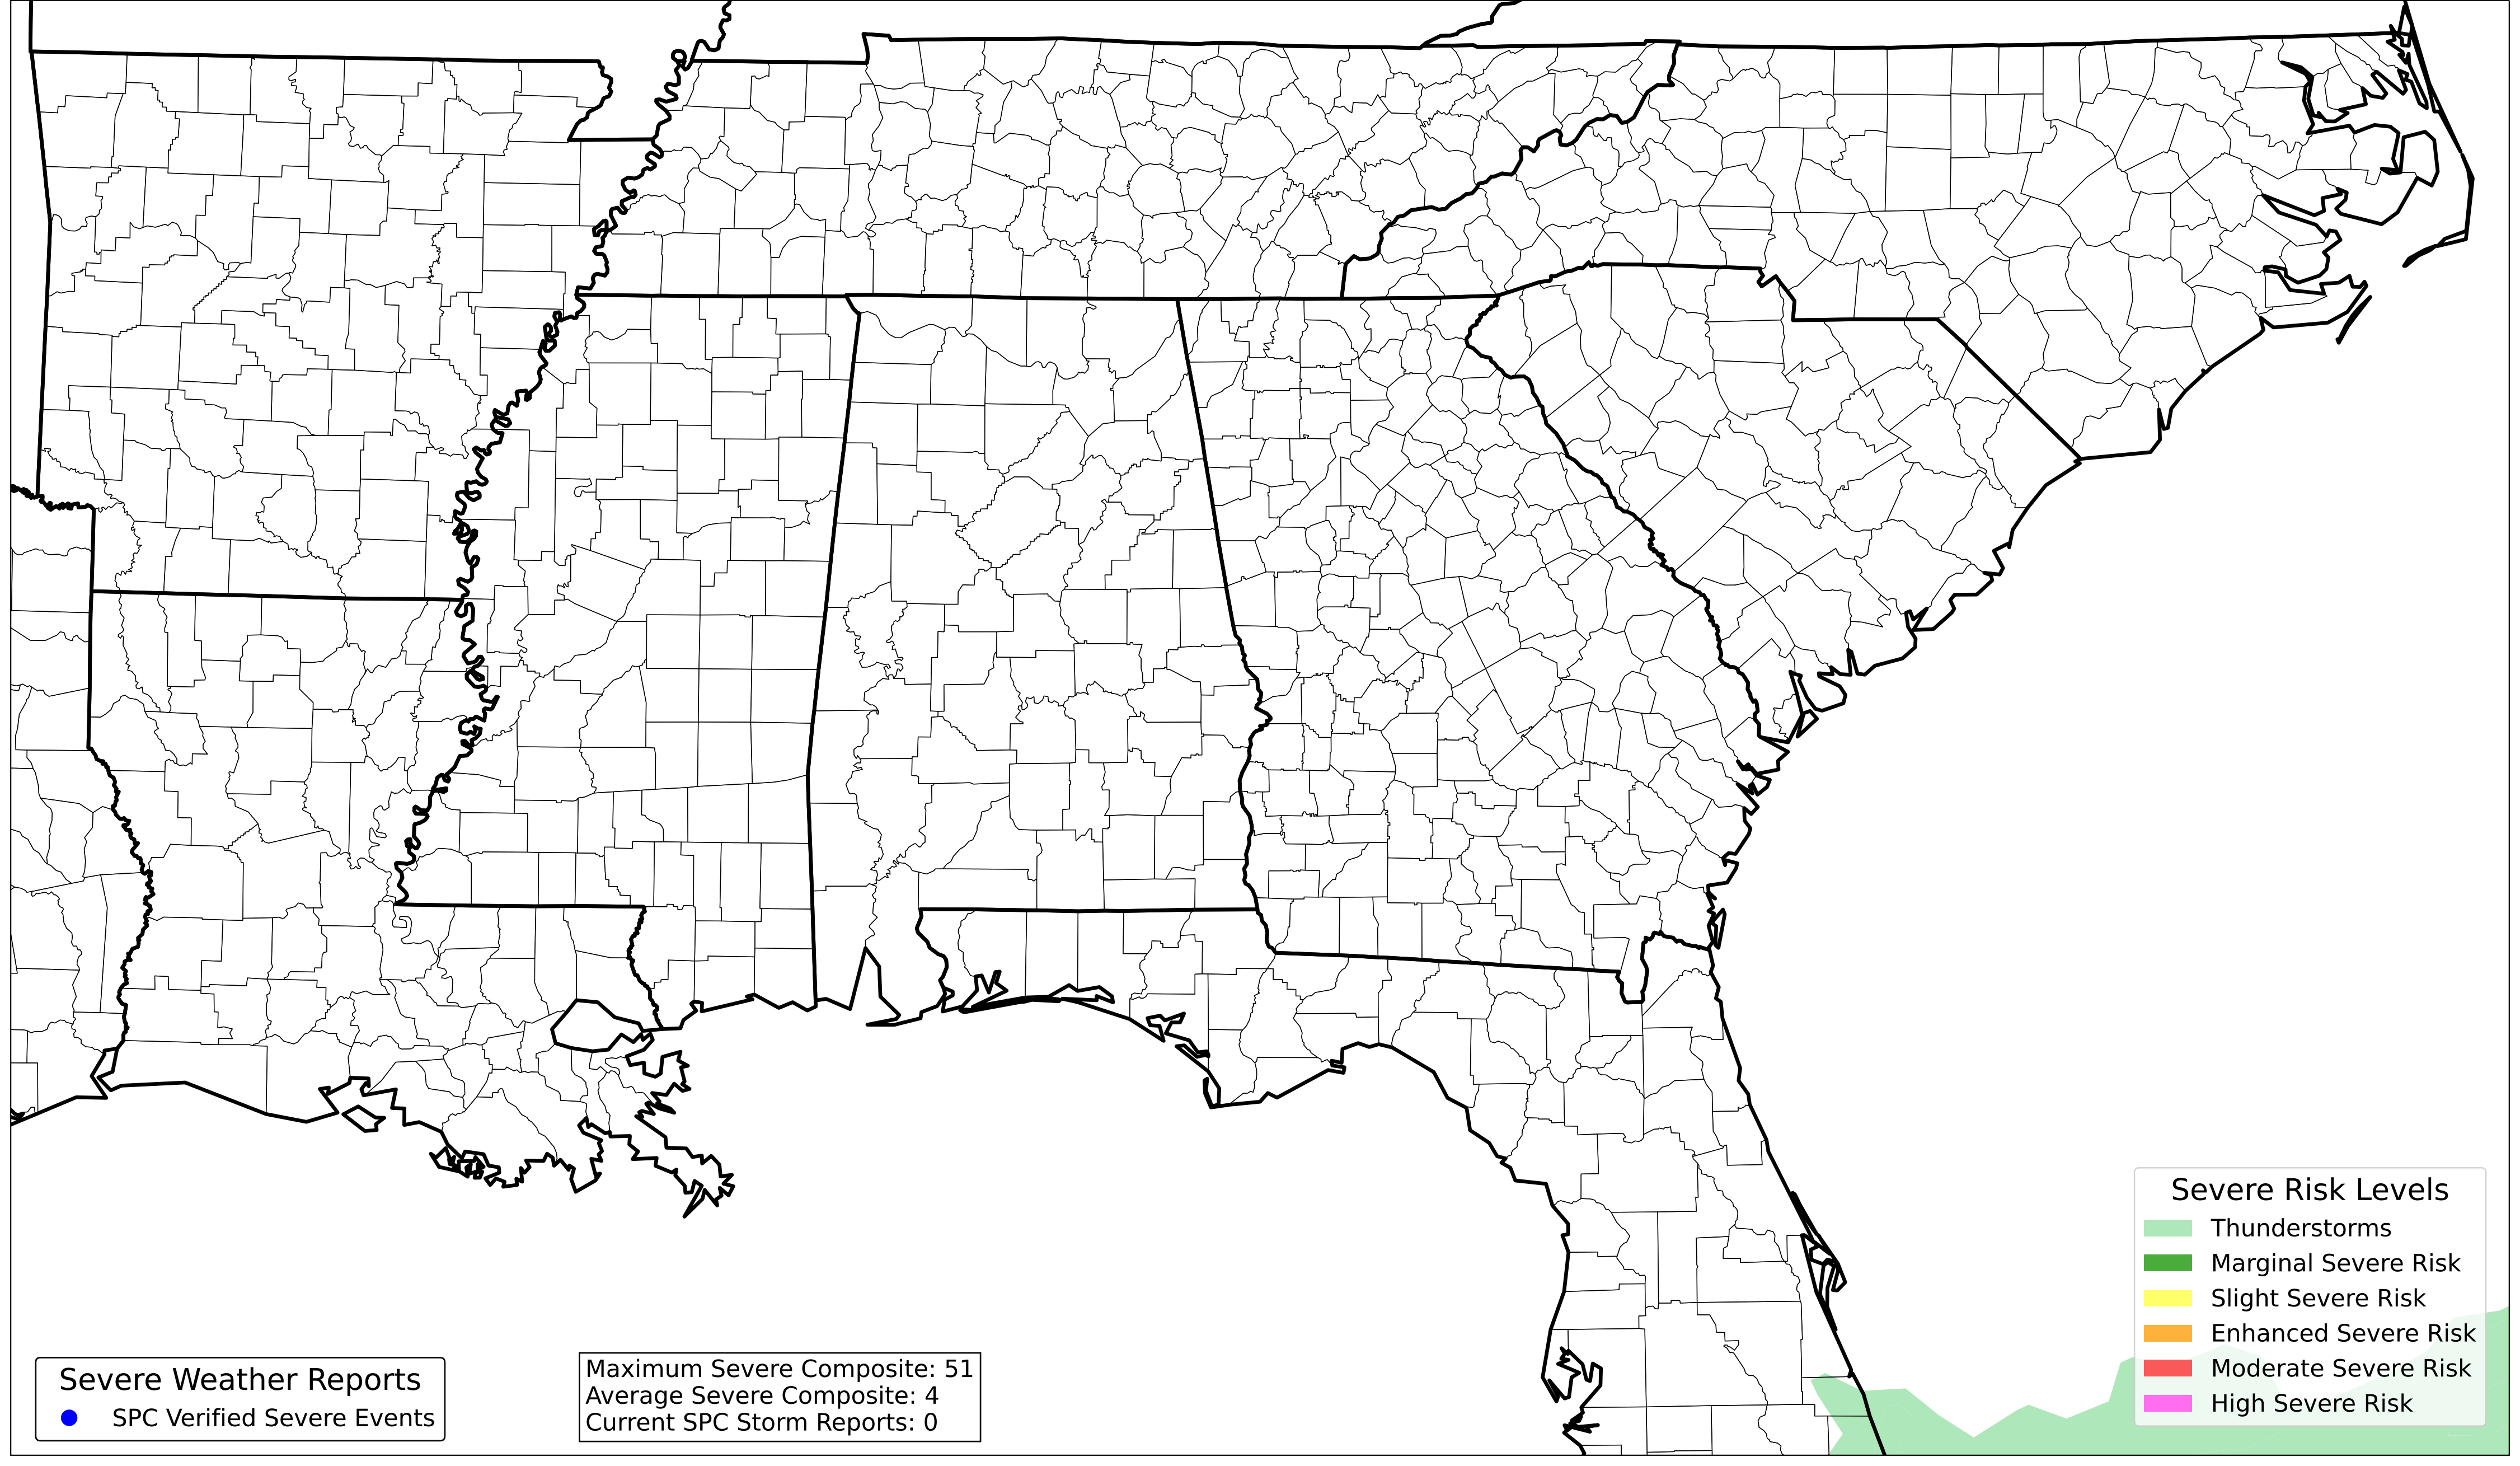 Severe Weather Reports
SPC Verified Severe Events
Maximum Severe Composite: 51
Average Severe Composite: 4
Current SPC Storm Reports: 0
Severe Risk Levels
Thunderstorms
Marginal Severe Risk
Slight Severe Risk
Enhanced Severe Risk
Moderate Severe Risk
High Severe Risk